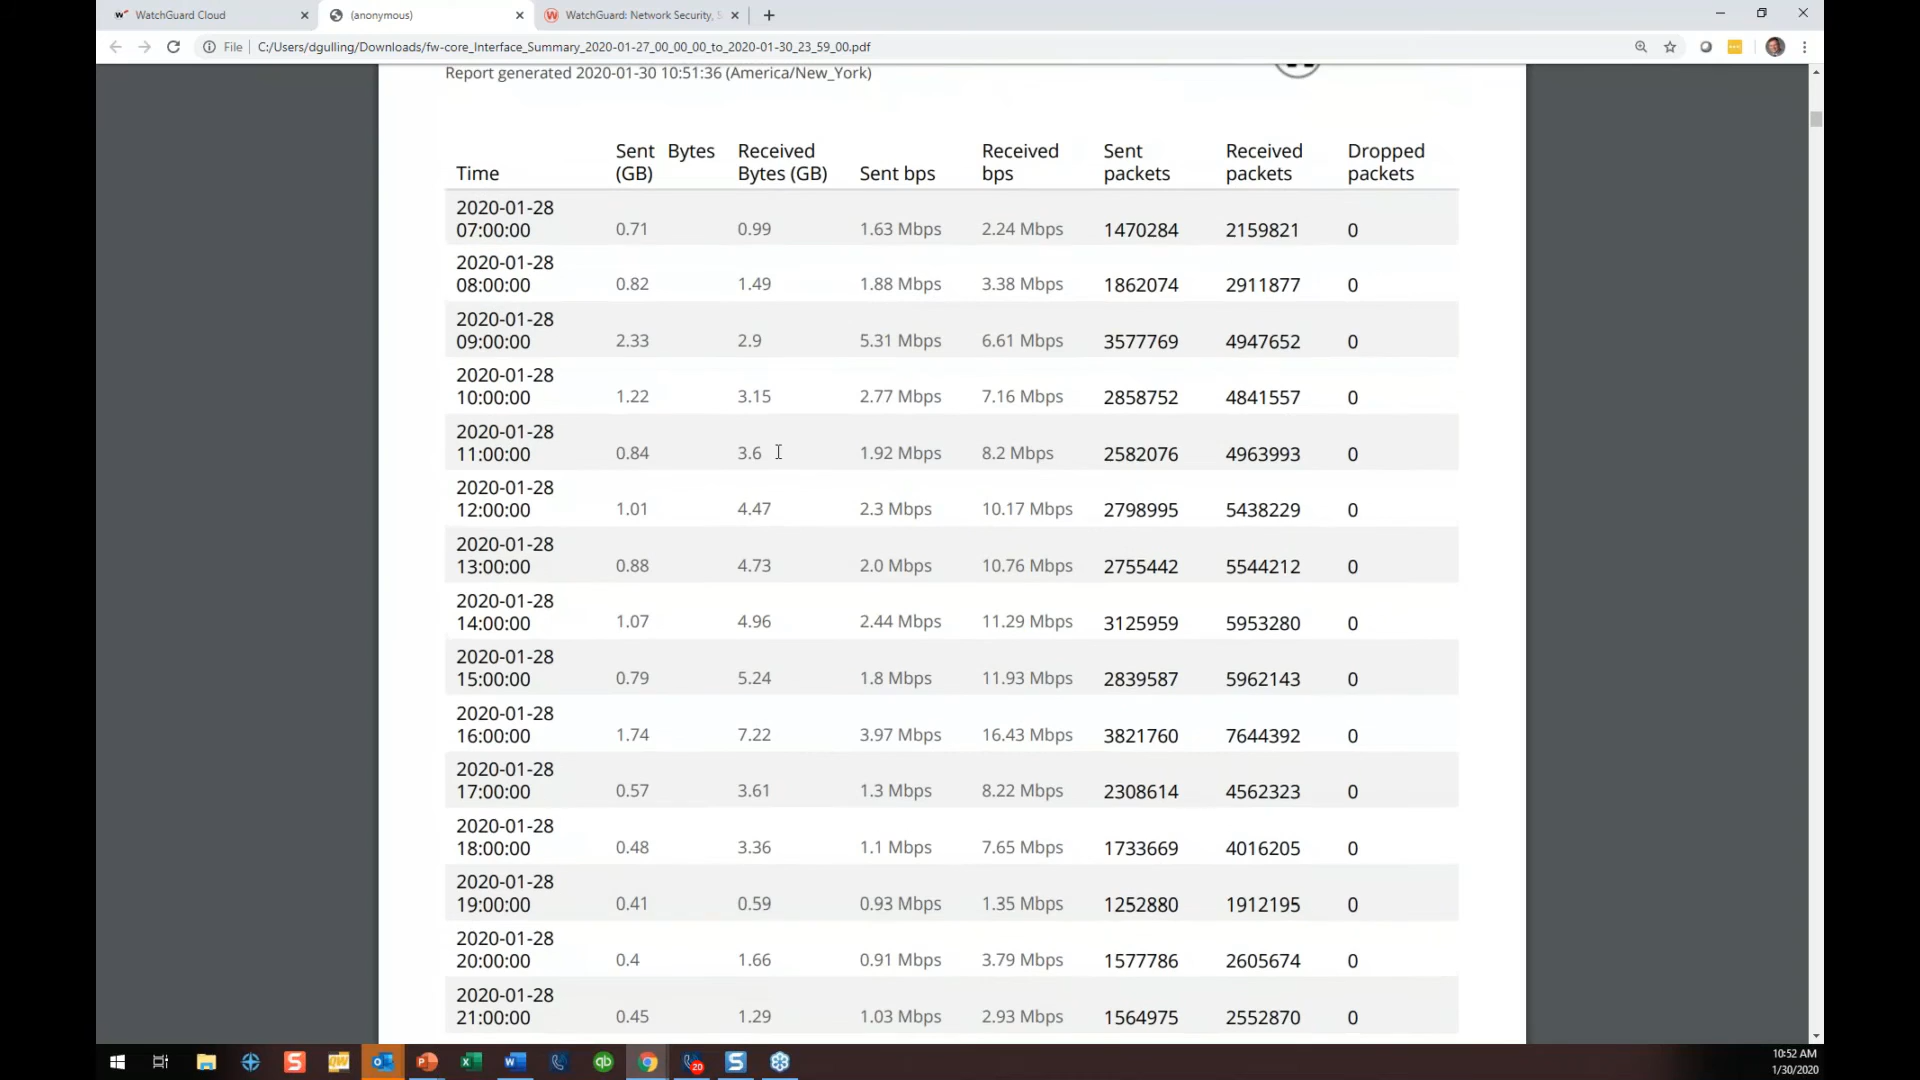 WatchGuard Cloud
(anonymous)
WatchGuard: Network Security, S
File C:/Users/dgulling/Downloads/fw-core_Interface_Summary_2020-01-27_00_00_00_to_2020-01-30_23_59_00.pdf
Report generated 2020-01-30 10:51:36 (America/New_York)
Time Sent Bytes (GB) Received Bytes (GB) Sent bps Received bps Sent packets Received packets Dropped packets
2020-01-28 07:00:00 0.71 0.99 1.63 Mbps 2.24 Mbps 1470284 2159821 0
2020-01-28 08:00:00 0.82 1.49 1.88 Mbps 3.38 Mbps 1862074 2911877 0
2020-01-28 09:00:00 2.33 2.9 5.31 Mbps 6.61 Mbps 3577769 4947652 0
2020-01-28 10:00:00 1.22 3.15 2.77 Mbps 7.16 Mbps 2858752 4841557 0
2020-01-28 11:00:00 0.84 3.6 1.92 Mbps 8.2 Mbps 2582076 4963993 0
2020-01-28 12:00:00 1.01 4.47 2.3 Mbps 10.17 Mbps 2798995 5438229 0
2020-01-28 13:00:00 0.88 4.73 2.0 Mbps 10.76 Mbps 2755442 5544212 0
2020-01-28 14:00:00 1.07 4.96 2.44 Mbps 11.29 Mbps 3125959 5953280 0
2020-01-28 15:00:00 0.79 5.24 1.8 Mbps 11.93 Mbps 2839587 5962143 0
2020-01-28 16:00:00 1.74 7.22 3.97 Mbps 16.43 Mbps 3821760 7644392 0
2020-01-28 17:00:00 0.57 3.61 1.3 Mbps 8.22 Mbps 2308614 4562323 0
2020-01-28 18:00:00 0.48 3.36 1.1 Mbps 7.65 Mbps 1733669 4016205 0
2020-01-28 19:00:00 0.41 0.59 0.93 Mbps 1.35 Mbps 1252880 1912195 0
2020-01-28 20:00:00 0.4 1.66 0.91 Mbps 3.79 Mbps 1577786 2605674 0
2020-01-28 21:00:00 0.45 1.29 1.03 Mbps 2.93 Mbps 1564975 2552870 0
20
10:52 AM
1/30/2020